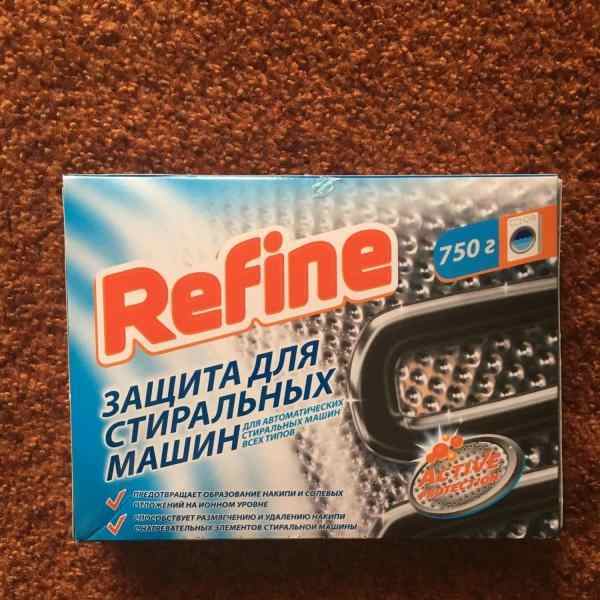 Refine
750 г
ЗАЩИТА ДЛЯ
СТИРАЛЬНЫХ
МАШИН
ДЛЯ АВТОМАТИЧЕСКИХ
СТИРАЛЬНЫХ МАШИН
ВСЕХ ТИПОВ
ACTIVE
PROTECTION
ПРЕДОТВРАЩАЕТ ОБРАЗОВАНИЕ НАКИПИ И СОЛЕВЫХ
ОТЛОЖЕНИЙ НА ИОННОМ УРОВНЕ
СПОСОБСТВУЕТ РАЗМЯГЧЕНИЮ И УДАЛЕНИЮ НАКИПИ
С НАГРЕВАТЕЛЬНЫХ ЭЛЕМЕНТОВ СТИРАЛЬНОЙ МАШИНЫ